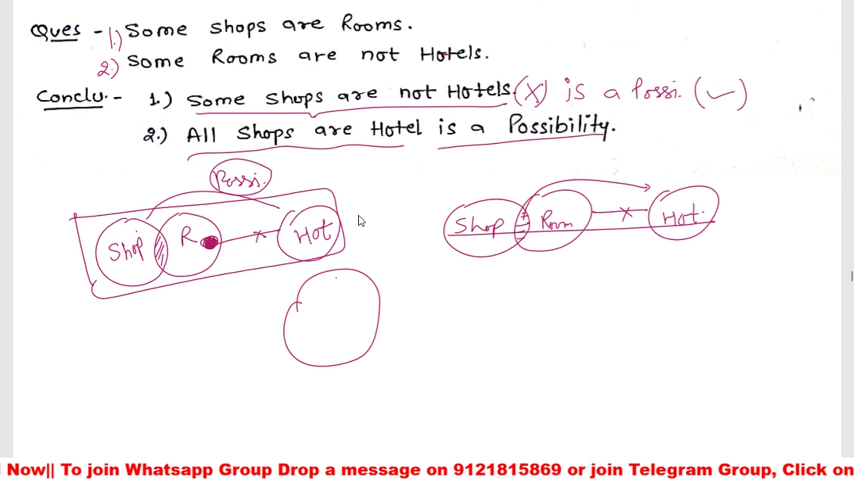 Ques - 1.) Some shops are Rooms.
2.) Some Rooms are not Hotels.
Conclu. - 1.) Some shops are not Hotels. (X) is a Possi. (✓)
2.) All shops are Hotel is a Possibility.
Possi.
Shop R Hot
Shop Room Hot.
Now|| To join Whatsapp Group Drop a message on 9121815869 or join Telegram Group, Click on